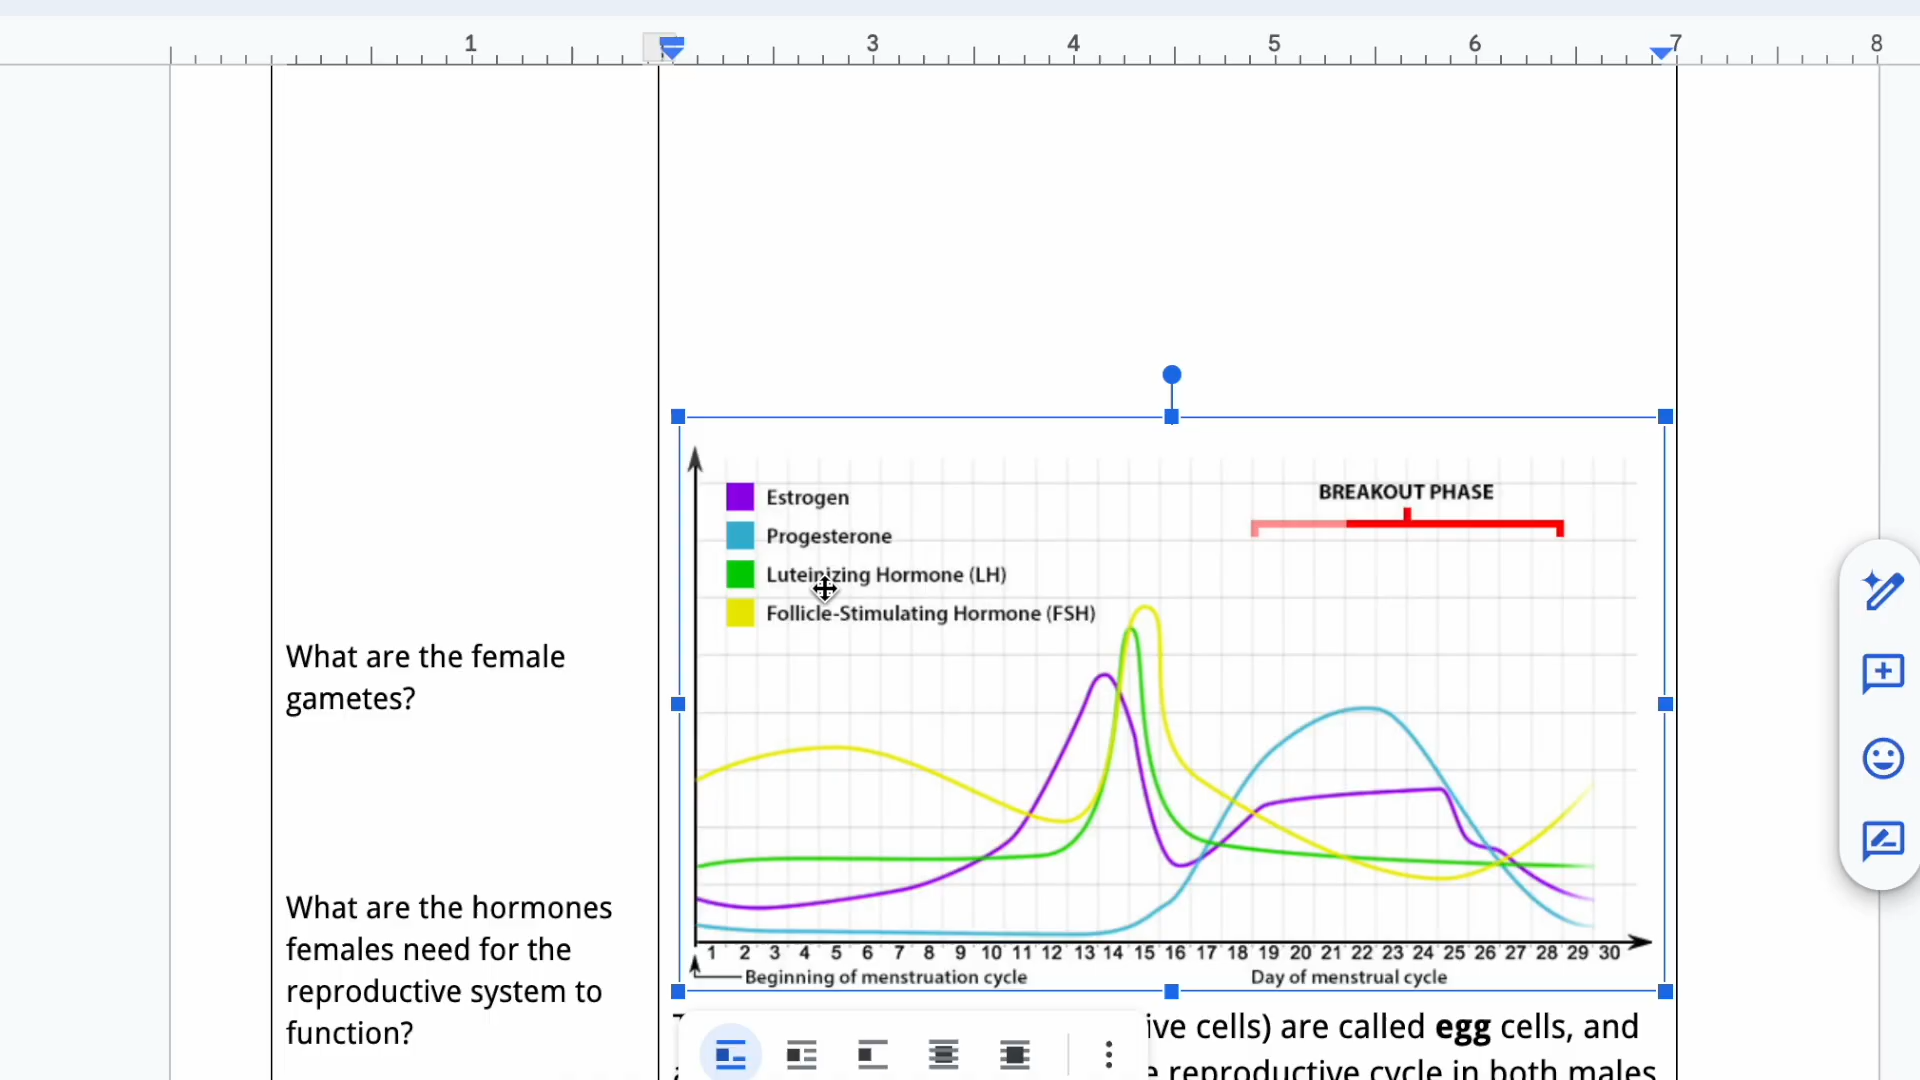 1 3 4 5 6 7 8
BREAKOUT PHASE
Estrogen
Progesterone
Luteinizing Hormone (LH)
Follicle-Stimulating Hormone (FSH)
What are the female
gametes?
What are the hormones
females need for the
reproductive system to
function?
1 2 3 4 5 6 7 8 9 10 11 12 13 14 15 16 17 18 19 20 21 22 23 24 25 26 27 28 29 30
Beginning of menstruation cycle
Day of menstrual cycle
cells) are called egg cells, and
reproductive cycle in both males